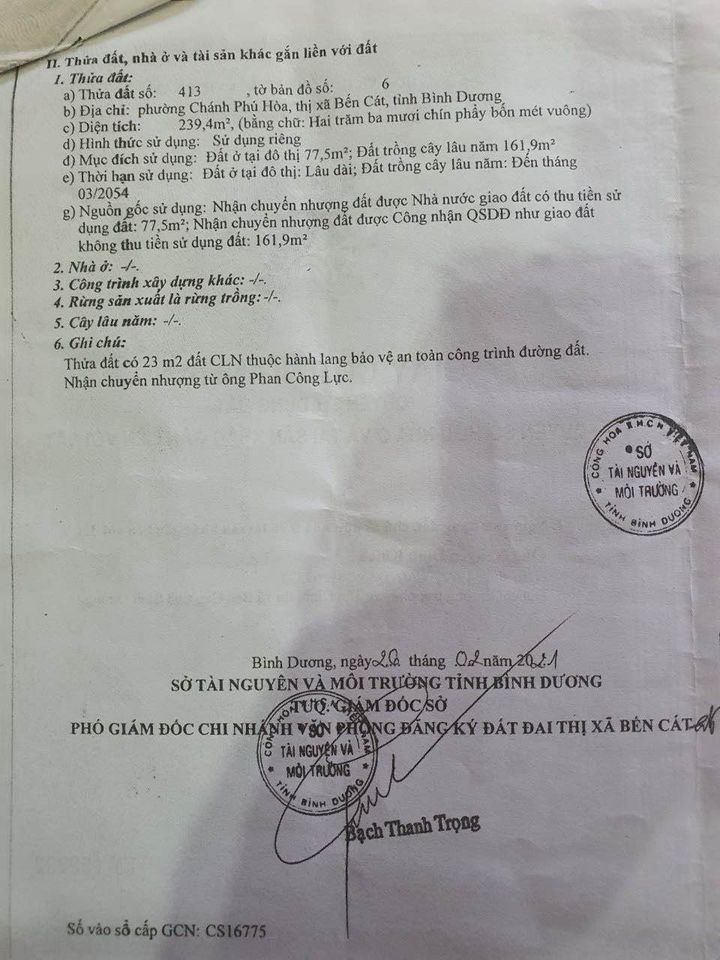 II. Thửa đất, nhà ở và tài sản khác gắn liền với đất
1. Thửa đất:
a) Thửa đất số: 413 , tờ bản đồ số: 6
b) Địa chỉ: phường Chánh Phú Hòa, thị xã Bến Cát, tỉnh Bình Dương
c) Diện tích: 239,4m², (bằng chữ: Hai trăm ba mươi chín phẩy bốn mét vuông)
d) Hình thức sử dụng: Sử dụng riêng
đ) Mục đích sử dụng: Đất ở tại đô thị 77,5m²; Đất trồng cây lâu năm 161,9m²
e) Thời hạn sử dụng: Đất ở tại đô thị: Lâu dài; Đất trồng cây lâu năm: Đến tháng
03/2054
g) Nguồn gốc sử dụng: Nhận chuyển nhượng đất được Nhà nước giao đất có thu tiền sử
dụng đất: 77,5m²; Nhận chuyển nhượng đất được Công nhận QSDĐ như giao đất
không thu tiền sử dụng đất: 161,9m²
2. Nhà ở: -/-.
3. Công trình xây dựng khác: -/-.
4. Rừng sản xuất là rừng trồng: -/-.
5. Cây lâu năm: -/-.
6. Ghi chú:
Thửa đất có 23 m2 đất CLN thuộc hành lang bảo vệ an toàn công trình đường đất.
Nhận chuyển nhượng từ ông Phan Công Lực.
CỘNG HÒA X.H.C.N VIỆT NAM
SỞ
TÀI NGUYÊN VÀ
MÔI TRƯỜNG
TỈNH BÌNH DƯƠNG
Bình Dương, ngày tháng 02 năm 2021
SỞ TÀI NGUYÊN VÀ MÔI TRƯỜNG TỈNH BÌNH DƯƠNG
TUQ. GIÁM ĐỐC SỞ
PHÓ GIÁM ĐỐC CHI NHÁNH VĂN PHÒNG ĐĂNG KÝ ĐẤT ĐAI THỊ XÃ BẾN CÁT
SỞ
TÀI NGUYÊN VÀ
MÔI TRƯỜNG
TỈNH BÌNH DƯƠNG
Bạch Thanh Trọng
Số vào sổ cấp GCN: CS16775